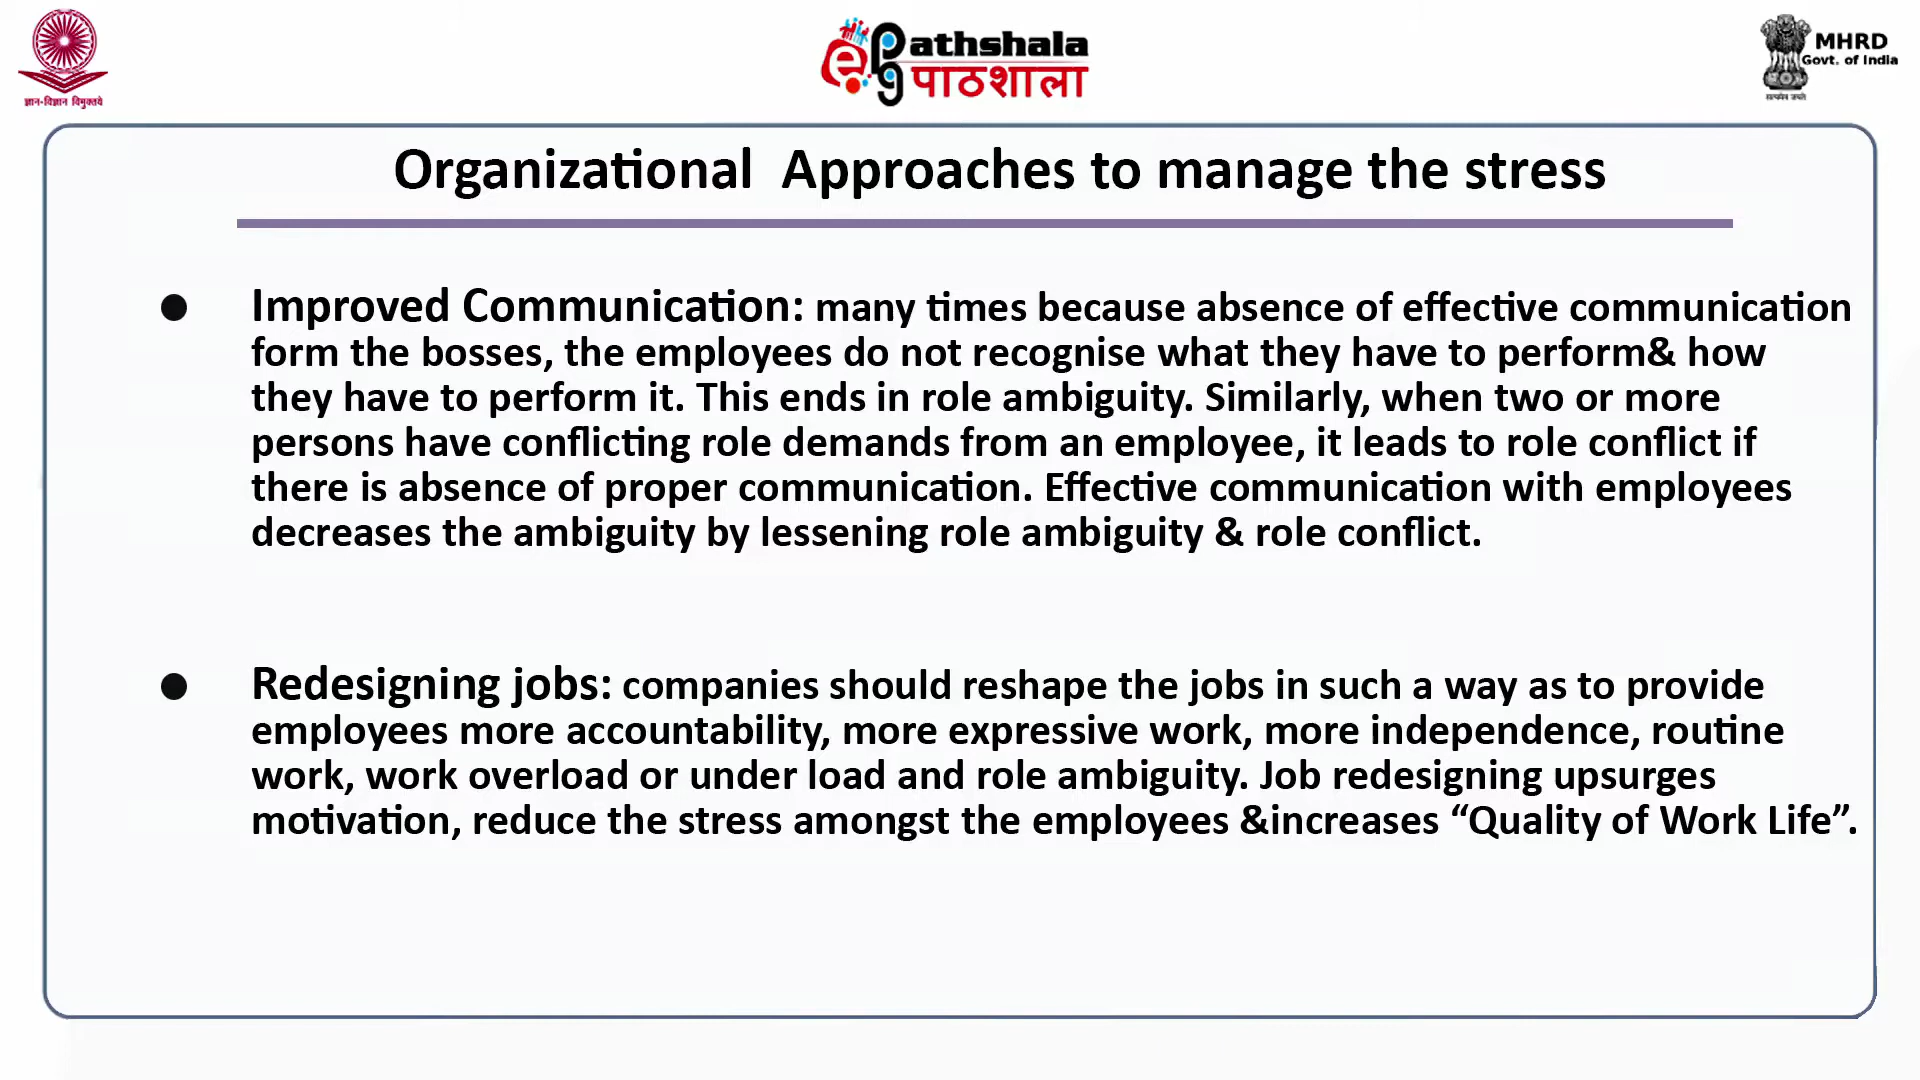 ज्ञान-विज्ञान विमुक्तये
e pg athshala
पाठशाला
MHRD
Govt. of India
सत्यमेव जयते
Organizational  Approaches to manage the stress
● Improved Communication: many times because absence of effective communication
form the bosses, the employees do not recognise what they have to perform& how
they have to perform it. This ends in role ambiguity. Similarly, when two or more
persons have conflicting role demands from an employee, it leads to role conflict if
there is absence of proper communication. Effective communication with employees
decreases the ambiguity by lessening role ambiguity & role conflict.
● Redesigning jobs: companies should reshape the jobs in such a way as to provide
employees more accountability, more expressive work, more independence, routine
work, work overload or under load and role ambiguity. Job redesigning upsurges
motivation, reduce the stress amongst the employees &increases “Quality of Work Life”.